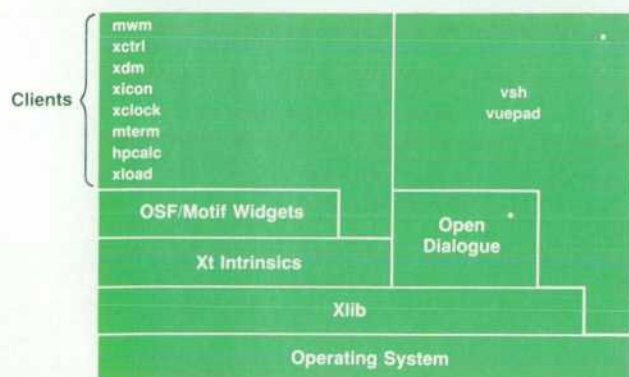 Clients
mwm
xctrl
xdm
xicon
xclock
mterm
hpcalc
xload
vsh
vuepad
OSF/Motif Widgets
Open
Dialogue
Xt Intrinsics
Xlib
Operating System